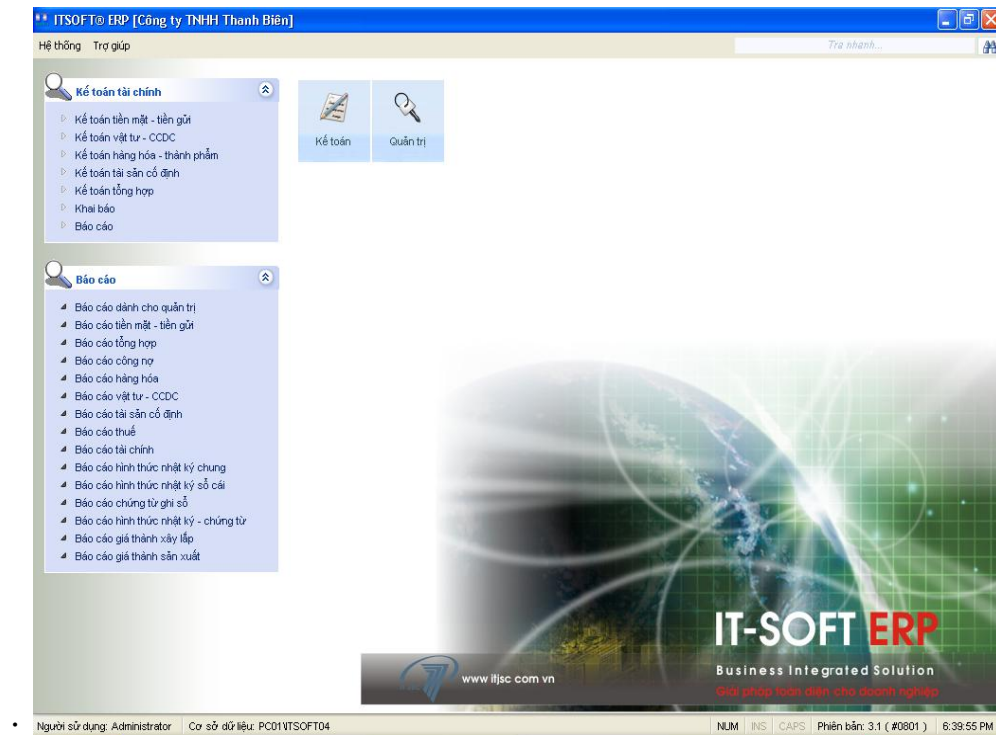 ITSOFT® ERP [Công ty TNHH Thanh Biên]
Hệ thống Trợ giúp Tra nhanh...
Kế toán tài chính
Kế toán tiền mặt - tiền gửi
Kế toán vật tư - CCDC
Kế toán hàng hóa - thành phẩm
Kế toán tài sản cố định
Kế toán tổng hợp
Khai báo
Báo cáo
Kế toán Quản trị
Báo cáo
Báo cáo dành cho quản trị
Báo cáo tiền mặt - tiền gửi
Báo cáo tổng hợp
Báo cáo công nợ
Báo cáo hàng hóa
Báo cáo vật tư - CCDC
Báo cáo tài sản cố định
Báo cáo thuế
Báo cáo tài chính
Báo cáo hình thức nhật ký chung
Báo cáo hình thức nhật ký sổ cái
Báo cáo chứng từ ghi sổ
Báo cáo hình thức nhật ký - chứng từ
Báo cáo giá thành xây lắp
Báo cáo giá thành sản xuất
IT-SOFT ERP
Business Integrated Solution
Giải pháp toàn diện cho doanh nghiệp
www itjsc com vn
Người sử dụng: Administrator Cơ sở dữ liệu: PC01\ITSOFT04 NUM INS CAPS Phiên bản: 3.1 ( #0801 ) 6:39:55 PM